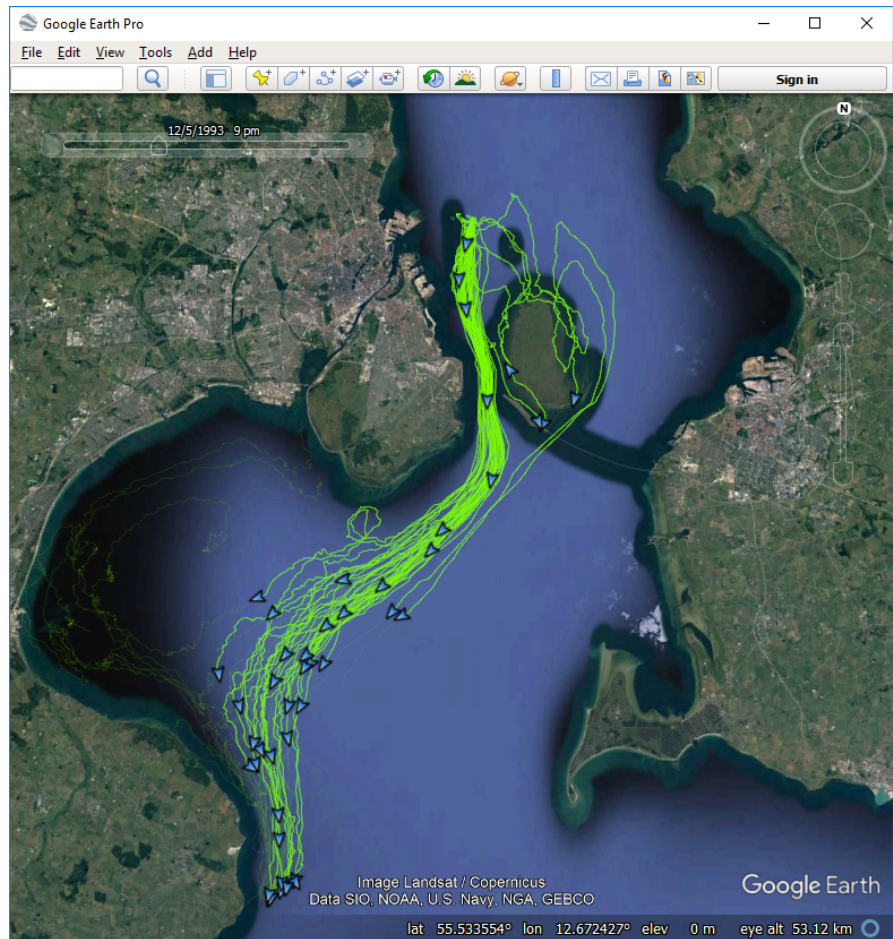 Google Earth Pro
File Edit View Tools Add Help
Sign in
12/5/1993 9 pm
N
Image Landsat / Copernicus
Data SIO, NOAA, U.S. Navy, NGA, GEBCO
Google Earth
lat 55.533554° lon 12.672427° elev 0 m eye alt 53.12 km